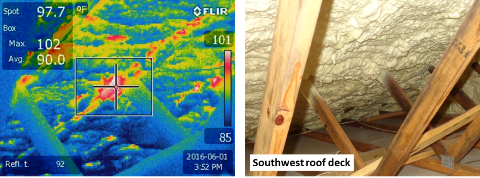 Spot 97.7 °F
Box
Max. 102
Avg. 90.0
FLIR
101
85
Refl. t. 92
2016-06-01
3:52 PM
Southwest roof deck